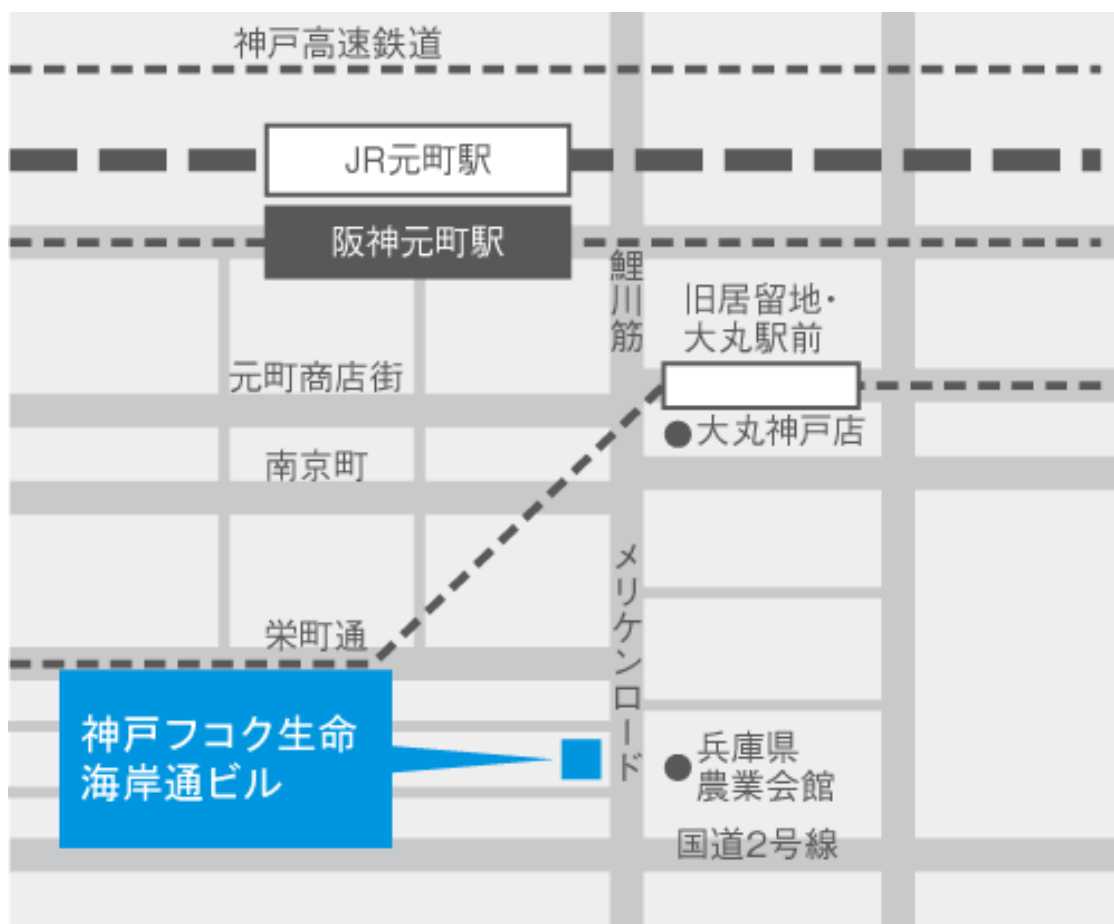 神戸高速鉄道
JR元町駅
阪神元町駅
鯉川筋
旧居留地・
大丸駅前
元町商店街
大丸神戸店
南京町
メリケンロード
栄町通
神戸フコク生命
海岸通ビル
兵庫県
農業会館
国道2号線